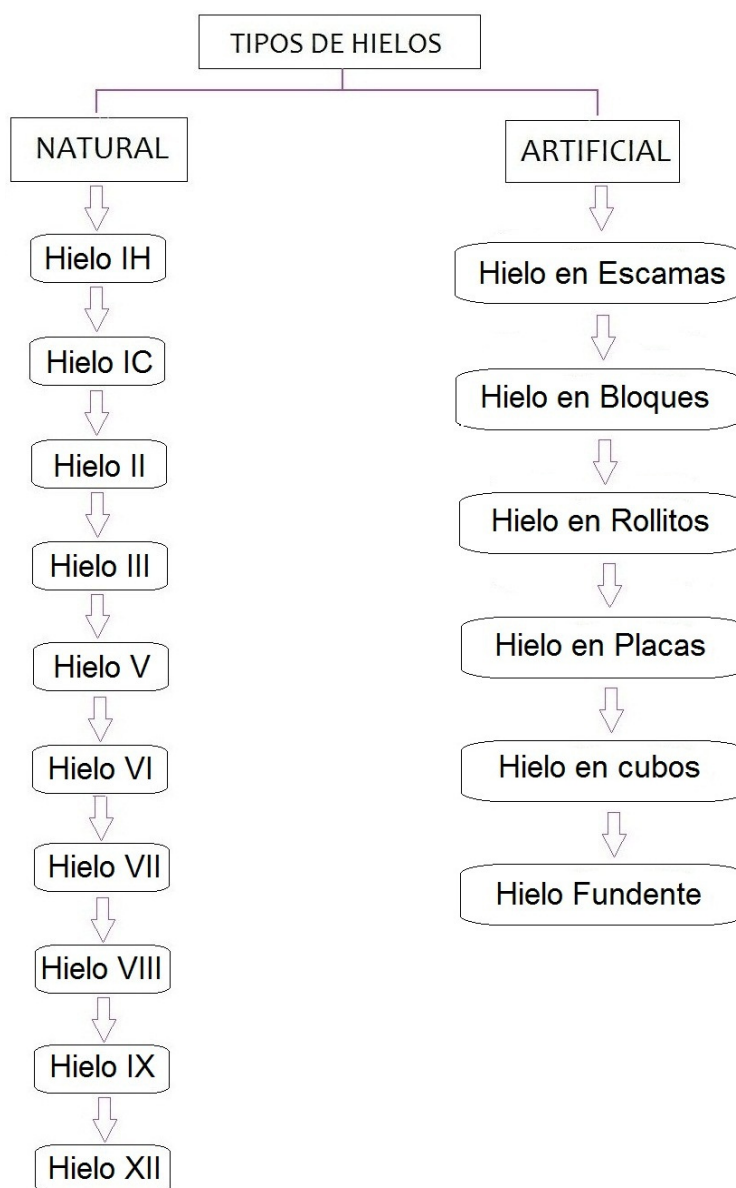 TIPOS DE HIELOS
NATURAL
Hielo IH
Hielo IC
Hielo II
Hielo III
Hielo V
Hielo VI
Hielo VII
Hielo VIII
Hielo IX
Hielo XII
ARTIFICIAL
Hielo en Escamas
Hielo en Bloques
Hielo en Rollitos
Hielo en Placas
Hielo en cubos
Hielo Fundente